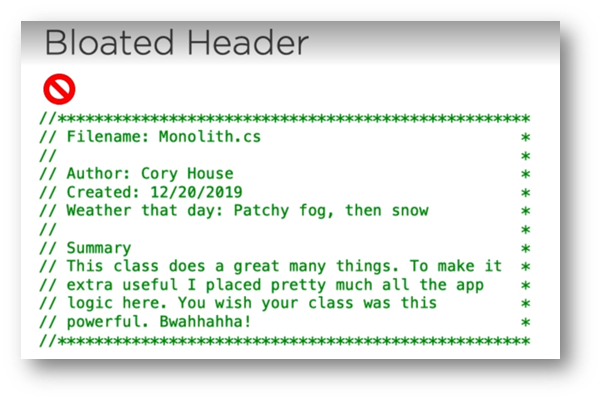 Bloated Header
//***************************************************
// Filename: Monolith.cs                            *
//                                                  *
// Author: Cory House                               *
// Created: 12/20/2019                              *
// Weather that day: Patchy fog, then snow          *
//                                                  *
// Summary                                          *
// This class does a great many things. To make it  *
// extra useful I placed pretty much all the app    *
// logic here. You wish your class was this         *
// powerful. Bwahhahha!                             *
//***************************************************